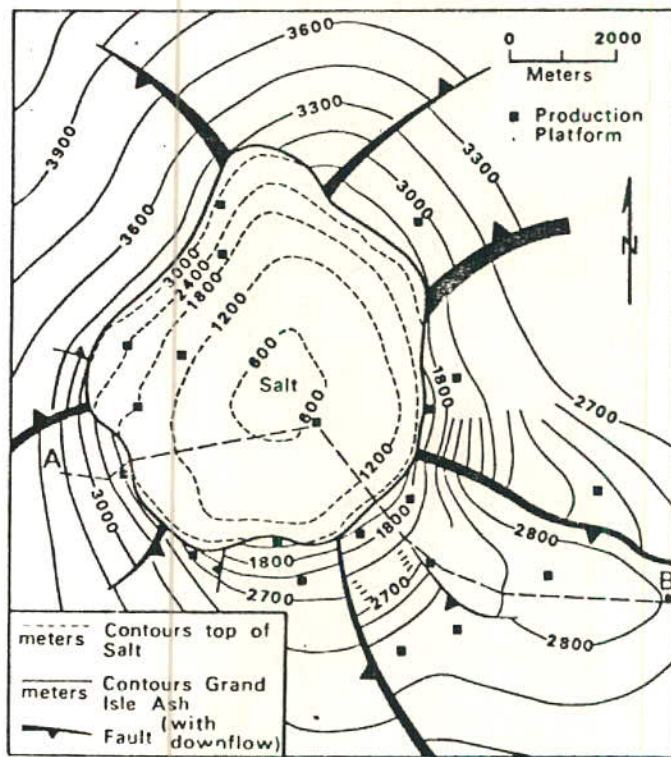 3600
0 2000
Meters
■ Production
Platform
3900
3300
3300
3600
3000
N
3000
2400
1800
1200
600
Salt
600
1800
2700
A
1200
3000
1800
2800
1800
2700
2700
B
2800
meters Contours top of
Salt
meters Contours Grand
Isle Ash
Fault (with
downflow)